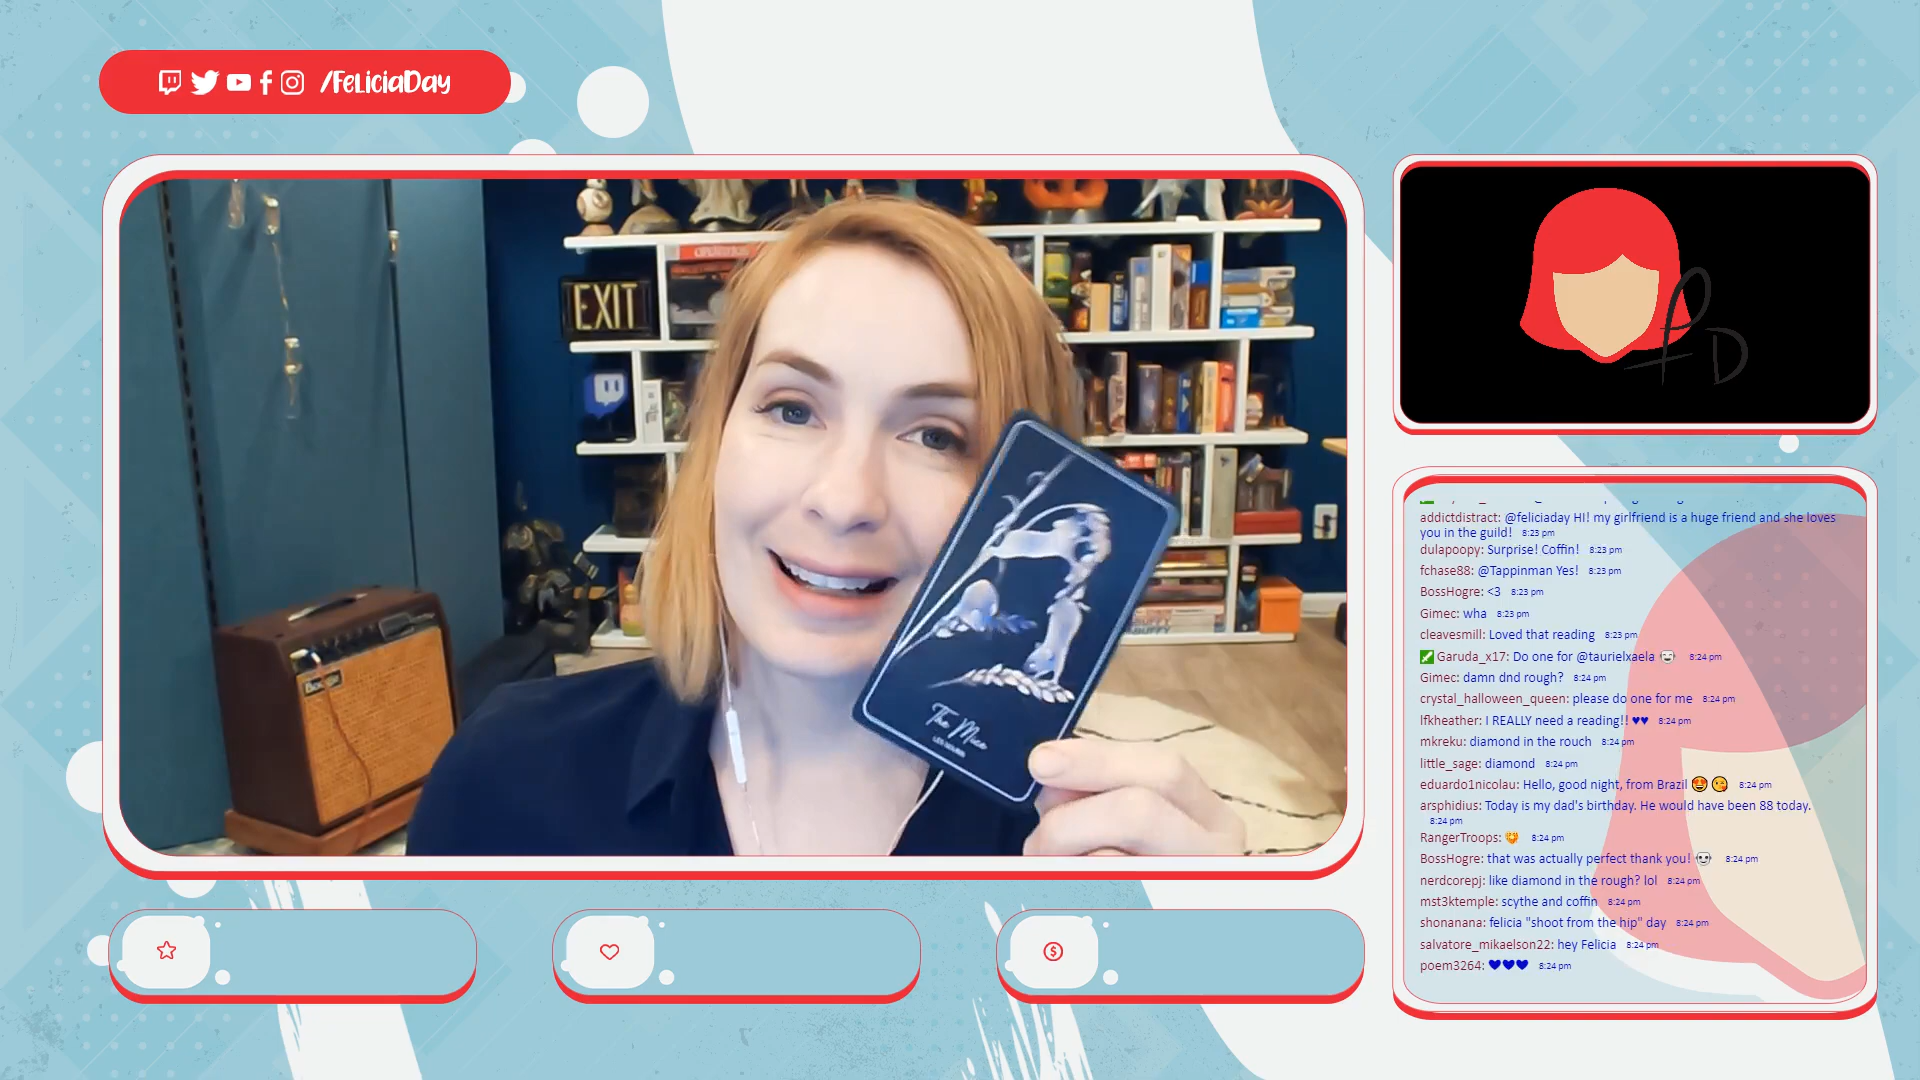 /FeLiciaDay
EXIT
OPERATION
BUFFY
The Mice
addictdistract: @feliciaday HI! my girlfriend is a huge friend and she loves
you in the guild! 8:23 pm
dulapoopy: Surprise! Coffin! 8:23 pm
fchase88: @Tappinman Yes! 8:23 pm
BossHogre: <3 8:23 pm
Gimec: wha 8:23 pm
cleavesmill: Loved that reading 8:23 pm
Garuda_x17: Do one for @taurielxaela 8:24 pm
Gimec: damn dnd rough? 8:24 pm
crystal_halloween_queen: please do one for me 8:24 pm
lfkheather: I REALLY need a reading!! ♥♥ 8:24 pm
mkreku: diamond in the rouch 8:24 pm
little_sage: diamond 8:24 pm
eduardo1nicolau: Hello, good night, from Brazil 🤩 😘 8:24 pm
arsphidius: Today is my dad's birthday. He would have been 88 today.
8:24 pm
RangerTroops: 8:24 pm
BossHogre: that was actually perfect thank you! 8:24 pm
nerdcorepj: like diamond in the rough? lol 8:24 pm
mst3ktemple: scythe and coffin 8:24 pm
shonanana: felicia "shoot from the hip" day 8:24 pm
salvatore_mikaelson22: hey Felicia 8:24 pm
poem3264: ♥♥♥ 8:24 pm
FD